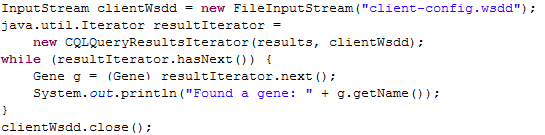 InputStream clientWsdd = new FileInputStream("client-config.wsdd");
java.util.Iterator resultIterator =
    new CQLQueryResultsIterator(results, clientWsdd);
while (resultIterator.hasNext()) {
    Gene g = (Gene) resultIterator.next();
    System.out.println("Found a gene: " + g.getName());
}
clientWsdd.close();